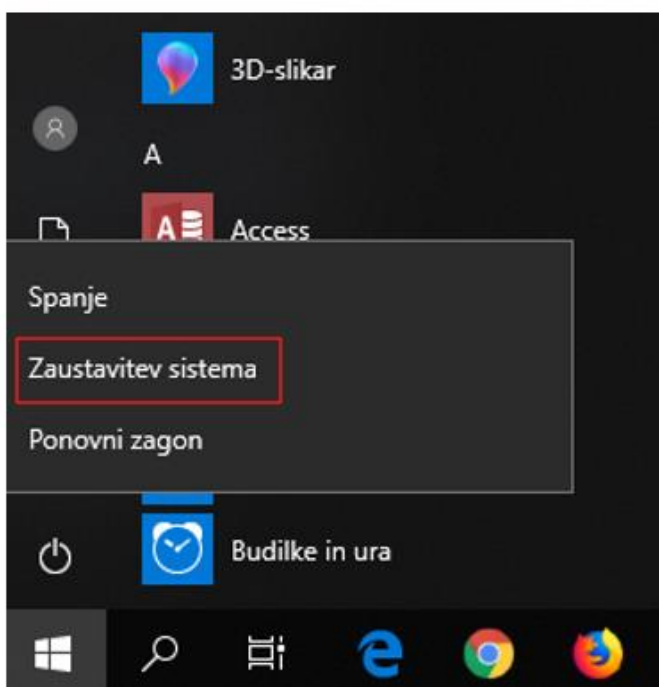 3D-slikar
A
Access
Spanje
Zaustavitev sistema
Ponovni zagon
Budilke in ura